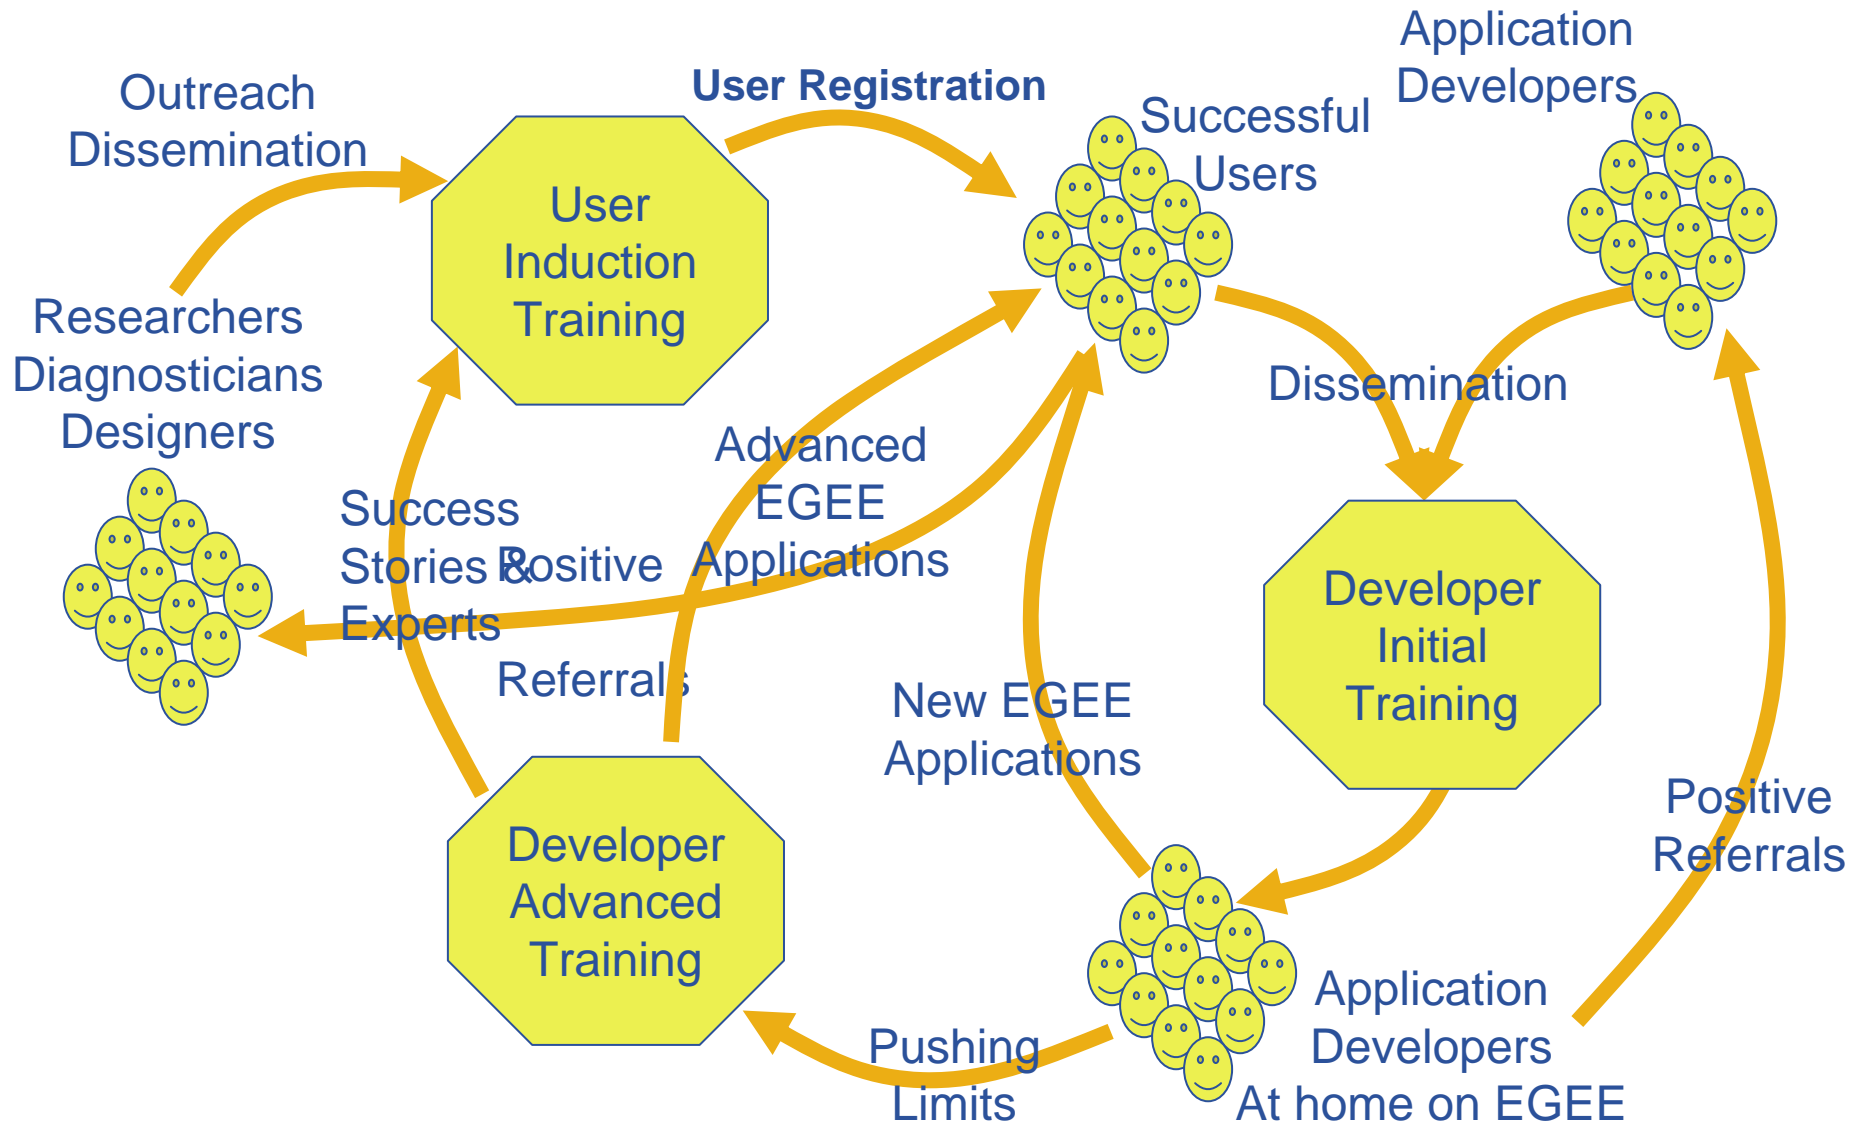 Application
Developers
Outreach
Dissemination
User Registration
Successful
Users
User
Induction
Training
Researchers
Diagnosticians
Designers
Dissemination
Advanced
EGEE
Applications
Success
Stories &
Experts
Positive
Referrals
Developer
Initial
Training
New EGEE
Applications
Positive
Referrals
Developer
Advanced
Training
Pushing
Limits
Application
Developers
At home on EGEE